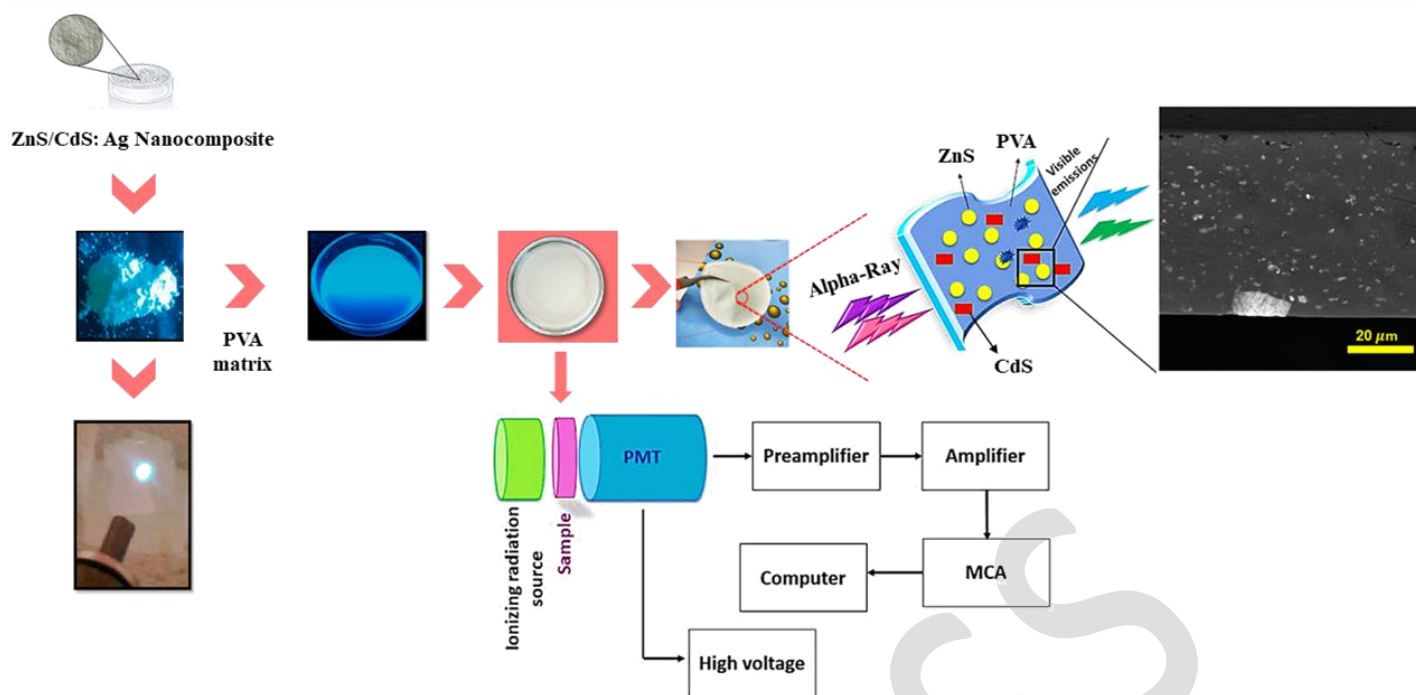 ZnS/CdS: Ag Nanocomposite
PVA
matrix
ZnS
PVA
Visible
emissions
Alpha-Ray
CdS
20 μm
Ionizing radiation
source
Sample
PMT
Preamplifier
Amplifier
MCA
Computer
High voltage
CS